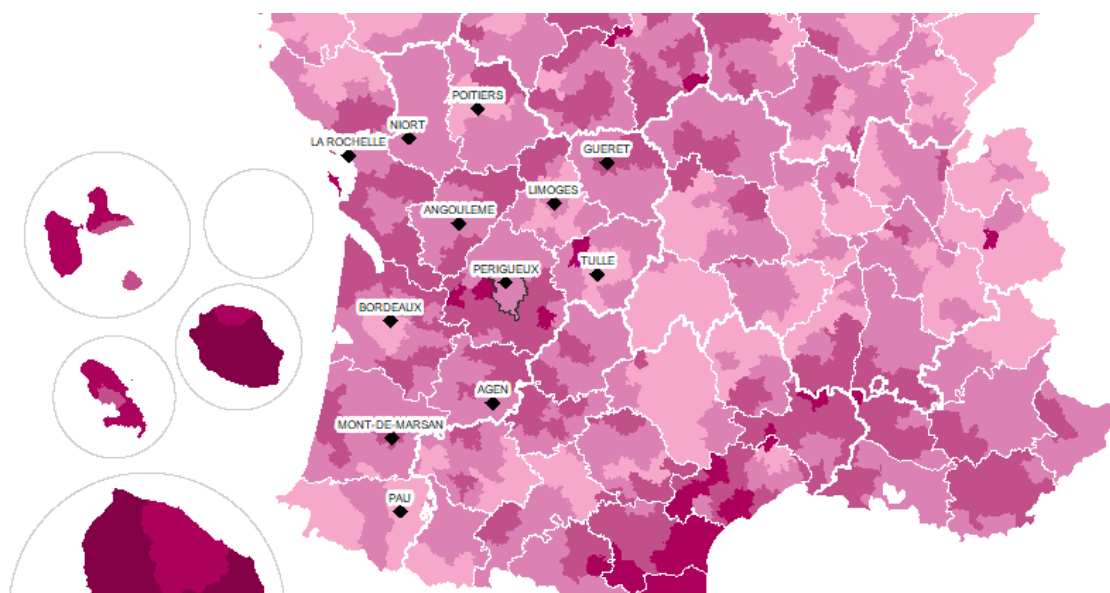 POITIERS
NIORT
LA ROCHELLE
GUERET
LIMOGES
ANGOULEME
TULLE
PERIGUEUX
BORDEAUX
AGEN
MONT-DE-MARSAN
PAU